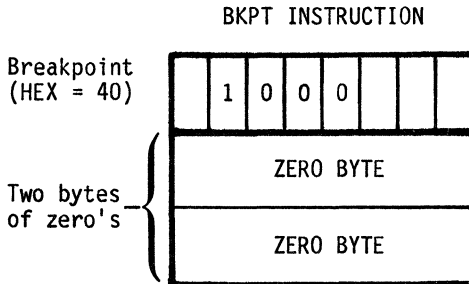 BKPT INSTRUCTION
Breakpoint
(HEX = 40)
1 0 0 0
ZERO BYTE
Two bytes
of zero's
ZERO BYTE